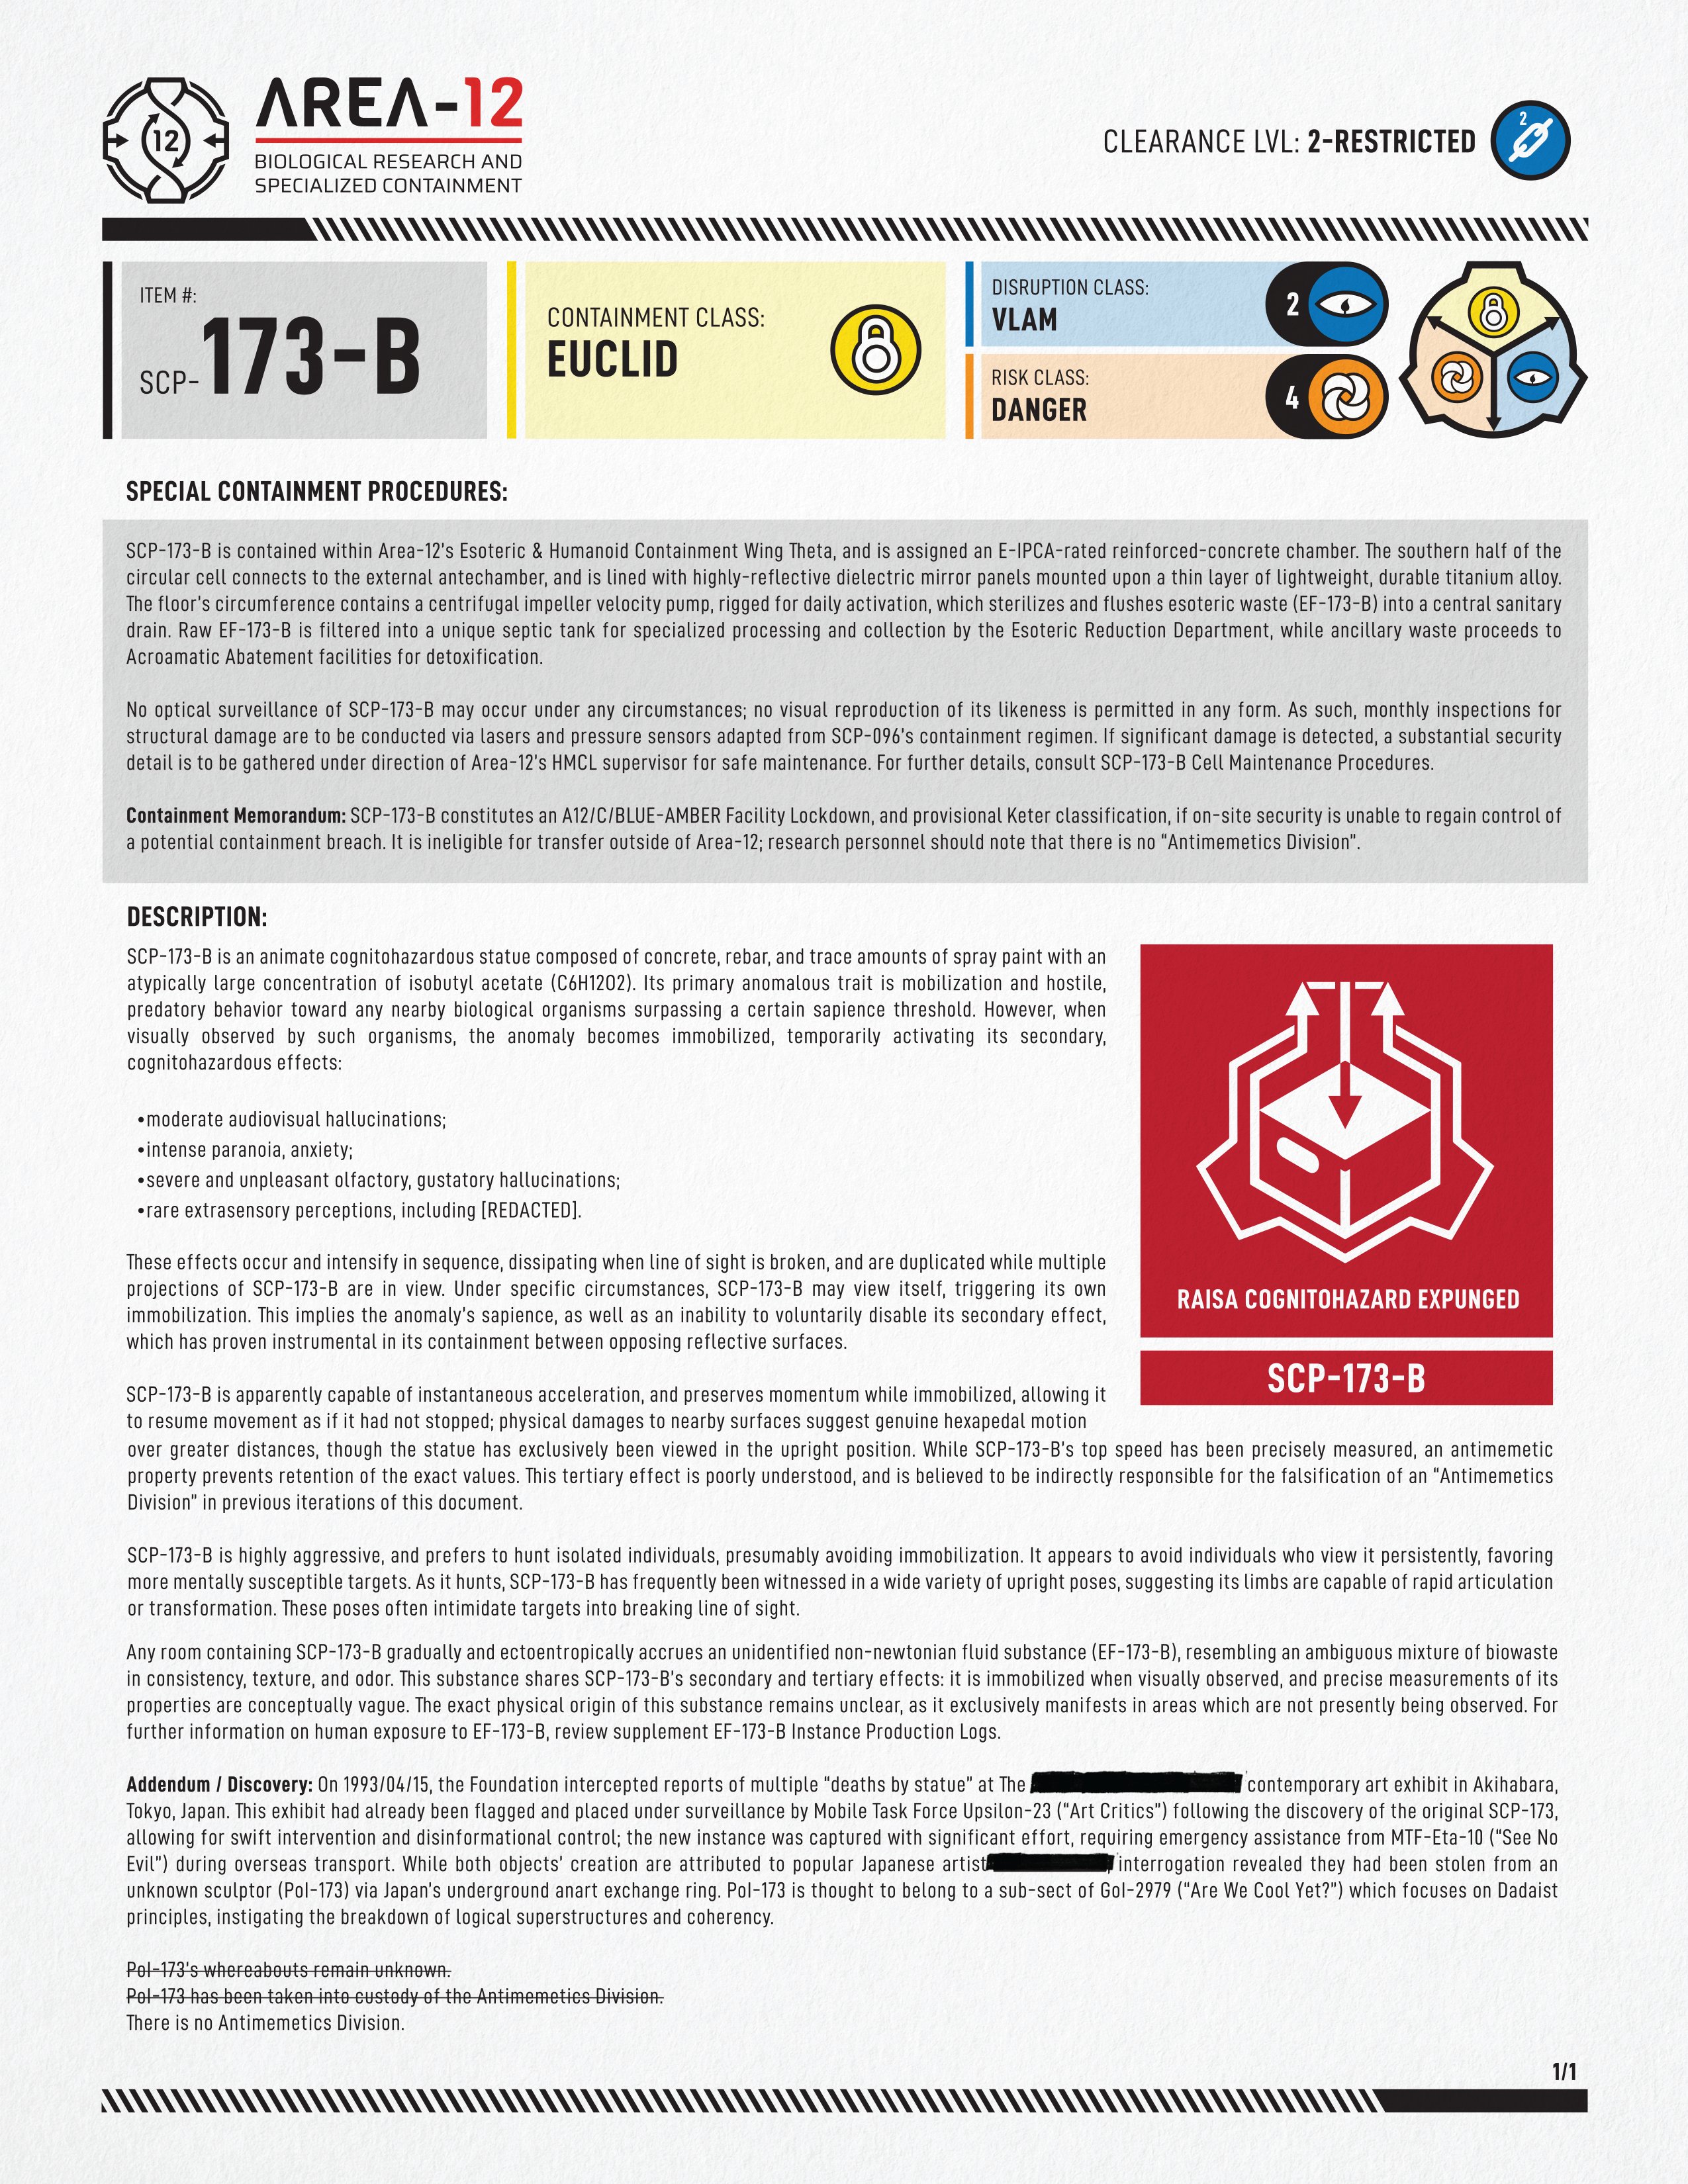 12
AREA-12
BIOLOGICAL RESEARCH AND
SPECIALIZED CONTAINMENT
CLEARANCE LVL: 2-RESTRICTED
2
ITEM #:
SCP-173-B
CONTAINMENT CLASS:
EUCLID
DISRUPTION CLASS:
VLAM
2
RISK CLASS:
DANGER
4
SPECIAL CONTAINMENT PROCEDURES:
SCP-173-B is contained within Area-12's Esoteric & Humanoid Containment Wing Theta, and is assigned an E-IPCA-rated reinforced-concrete chamber. The southern half of the
circular cell connects to the external antechamber, and is lined with highly-reflective dielectric mirror panels mounted upon a thin layer of lightweight, durable titanium alloy.
The floor's circumference contains a centrifugal impeller velocity pump, rigged for daily activation, which sterilizes and flushes esoteric waste (EF-173-B) into a central sanitary
drain. Raw EF-173-B is filtered into a unique septic tank for specialized processing and collection by the Esoteric Reduction Department, while ancillary waste proceeds to
Acroamatic Abatement facilities for detoxification.
No optical surveillance of SCP-173-B may occur under any circumstances; no visual reproduction of its likeness is permitted in any form. As such, monthly inspections for
structural damage are to be conducted via lasers and pressure sensors adapted from SCP-096's containment regimen. If significant damage is detected, a substantial security
detail is to be gathered under direction of Area-12's HMCL supervisor for safe maintenance. For further details, consult SCP-173-B Cell Maintenance Procedures.
Containment Memorandum: SCP-173-B constitutes an A12/C/BLUE-AMBER Facility Lockdown, and provisional Keter classification, if on-site security is unable to regain control of
a potential containment breach. It is ineligible for transfer outside of Area-12; research personnel should note that there is no "Antimemetics Division".
DESCRIPTION:
SCP-173-B is an animate cognitohazardous statue composed of concrete, rebar, and trace amounts of spray paint with an
atypically large concentration of isobutyl acetate (C6H12O2). Its primary anomalous trait is mobilization and hostile,
predatory behavior toward any nearby biological organisms surpassing a certain sapience threshold. However, when
visually observed by such organisms, the anomaly becomes immobilized, temporarily activating its secondary,
cognitohazardous effects:
•moderate audiovisual hallucinations;
•intense paranoia, anxiety;
•severe and unpleasant olfactory, gustatory hallucinations;
•rare extrasensory perceptions, including [REDACTED].
These effects occur and intensify in sequence, dissipating when line of sight is broken, and are duplicated while multiple
projections of SCP-173-B are in view. Under specific circumstances, SCP-173-B may view itself, triggering its own
immobilization. This implies the anomaly's sapience, as well as an inability to voluntarily disable its secondary effect,
which has proven instrumental in its containment between opposing reflective surfaces.
RAISA COGNITOHAZARD EXPUNGED
SCP-173-B
SCP-173-B is apparently capable of instantaneous acceleration, and preserves momentum while immobilized, allowing it
to resume movement as if it had not stopped; physical damages to nearby surfaces suggest genuine hexapedal motion
over greater distances, though the statue has exclusively been viewed in the upright position. While SCP-173-B's top speed has been precisely measured, an antimemetic
property prevents retention of the exact values. This tertiary effect is poorly understood, and is believed to be indirectly responsible for the falsification of an "Antimemetics
Division" in previous iterations of this document.
SCP-173-B is highly aggressive, and prefers to hunt isolated individuals, presumably avoiding immobilization. It appears to avoid individuals who view it persistently, favoring
more mentally susceptible targets. As it hunts, SCP-173-B has frequently been witnessed in a wide variety of upright poses, suggesting its limbs are capable of rapid articulation
or transformation. These poses often intimidate targets into breaking line of sight.
Any room containing SCP-173-B gradually and ectoentropically accrues an unidentified non-newtonian fluid substance (EF-173-B), resembling an ambiguous mixture of biowaste
in consistency, texture, and odor. This substance shares SCP-173-B's secondary and tertiary effects: it is immobilized when visually observed, and precise measurements of its
properties are conceptually vague. The exact physical origin of this substance remains unclear, as it exclusively manifests in areas which are not presently being observed. For
further information on human exposure to EF-173-B, review supplement EF-173-B Instance Production Logs.
Addendum / Discovery: On 1993/04/15, the Foundation intercepted reports of multiple "deaths by statue" at The contemporary art exhibit in Akihabara,
Tokyo, Japan. This exhibit had already been flagged and placed under surveillance by Mobile Task Force Upsilon-23 ("Art Critics") following the discovery of the original SCP-173,
allowing for swift intervention and disinformational control; the new instance was captured with significant effort, requiring emergency assistance from MTF-Eta-10 ("See No
Evil") during overseas transport. While both objects' creation are attributed to popular Japanese artist interrogation revealed they had been stolen from an
unknown sculptor (PoI-173) via Japan's underground anart exchange ring. PoI-173 is thought to belong to a sub-sect of GoI-2979 ("Are We Cool Yet?") which focuses on Dadaist
principles, instigating the breakdown of logical superstructures and coherency.
PoI-173's whereabouts remain unknown.
PoI-173 has been taken into custody of the Antimemetics Division.
There is no Antimemetics Division.
1/1